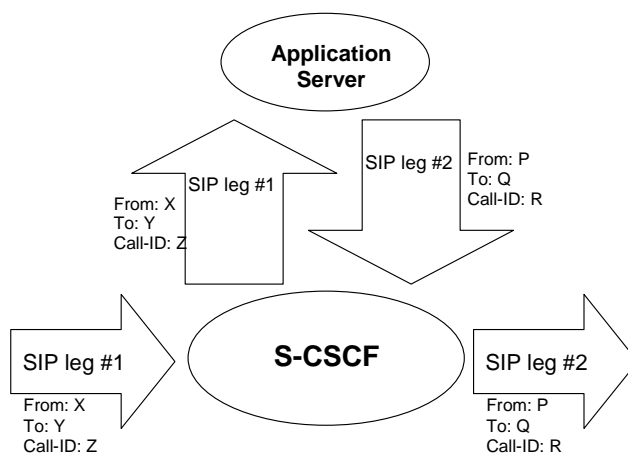 Application
Server
SIP leg #1
From: X
To: Y
Call-ID: Z
SIP leg #2
From: P
To: Q
Call-ID: R
SIP leg #1
From: X
To: Y
Call-ID: Z
S-CSCF
SIP leg #2
From: P
To: Q
Call-ID: R